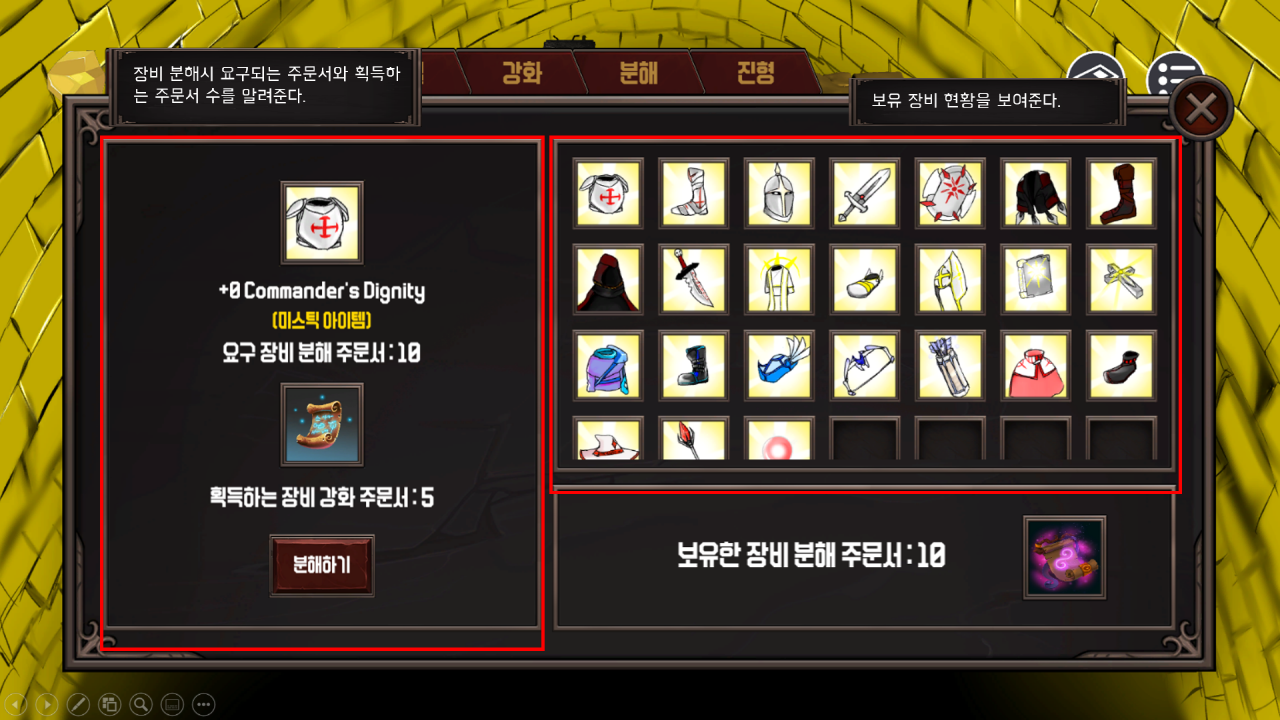 장비 분해시 요구되는 주문서와 획득하
는 주문서 수를 알려준다.
강화
분해
진형
보유 장비 현황을 보여준다.
+0 Commander's Dignity
(미스틱 아이템)
요구 장비 분해 주문서 : 10
획득하는 장비 강화 주문서 : 5
분해하기
보유한 장비 분해 주문서 : 10